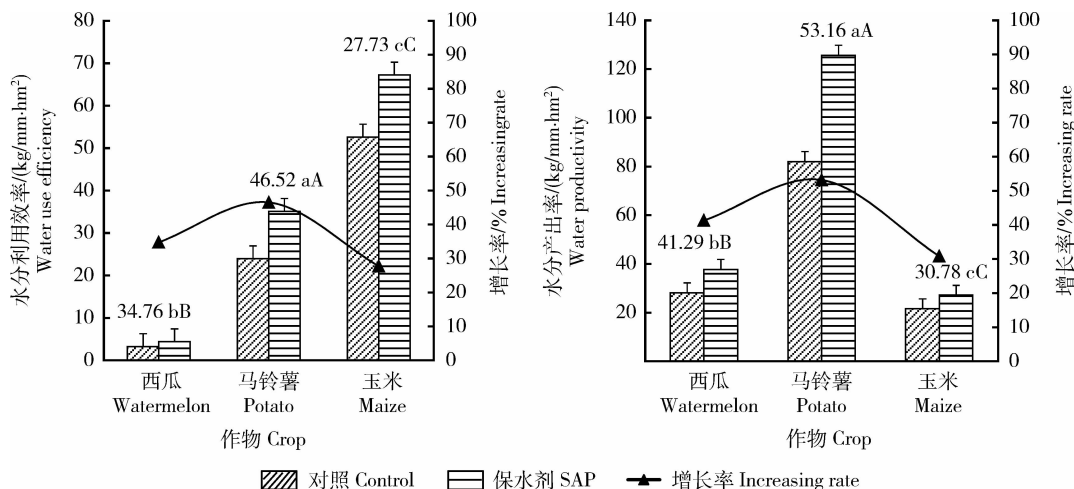 水分利用效率/(kg/mm·hm²)
Water use efficiency
80
70
60
50
40
30
20
10
0
34.76 bB
46.52 aA
27.73 cC
100
90
80
70
60
50
40
30
20
10
0
增长率/% Increasingrate
西瓜
Watermelon
马铃薯
Potato
玉米
Maize
作物 Crop
水分产出率/(kg/mm·hm²)
Water productivity
140
120
100
80
60
40
20
41.29 bB
53.16 aA
30.78 cC
100
90
80
70
60
50
40
30
20
10
0
增长率/% Increasing rate
西瓜
Watermelon
马铃薯
Potato
玉米
Maize
作物 Crop
对照 Control
保水剂 SAP
增长率 Increasing rate